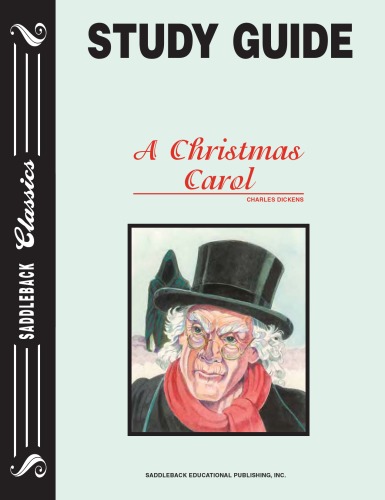 STUDY GUIDE
A Christmas
Carol
CHARLES DICKENS
SADDLEBACK Classics
SADDLEBACK EDUCATIONAL PUBLISHING, INC.